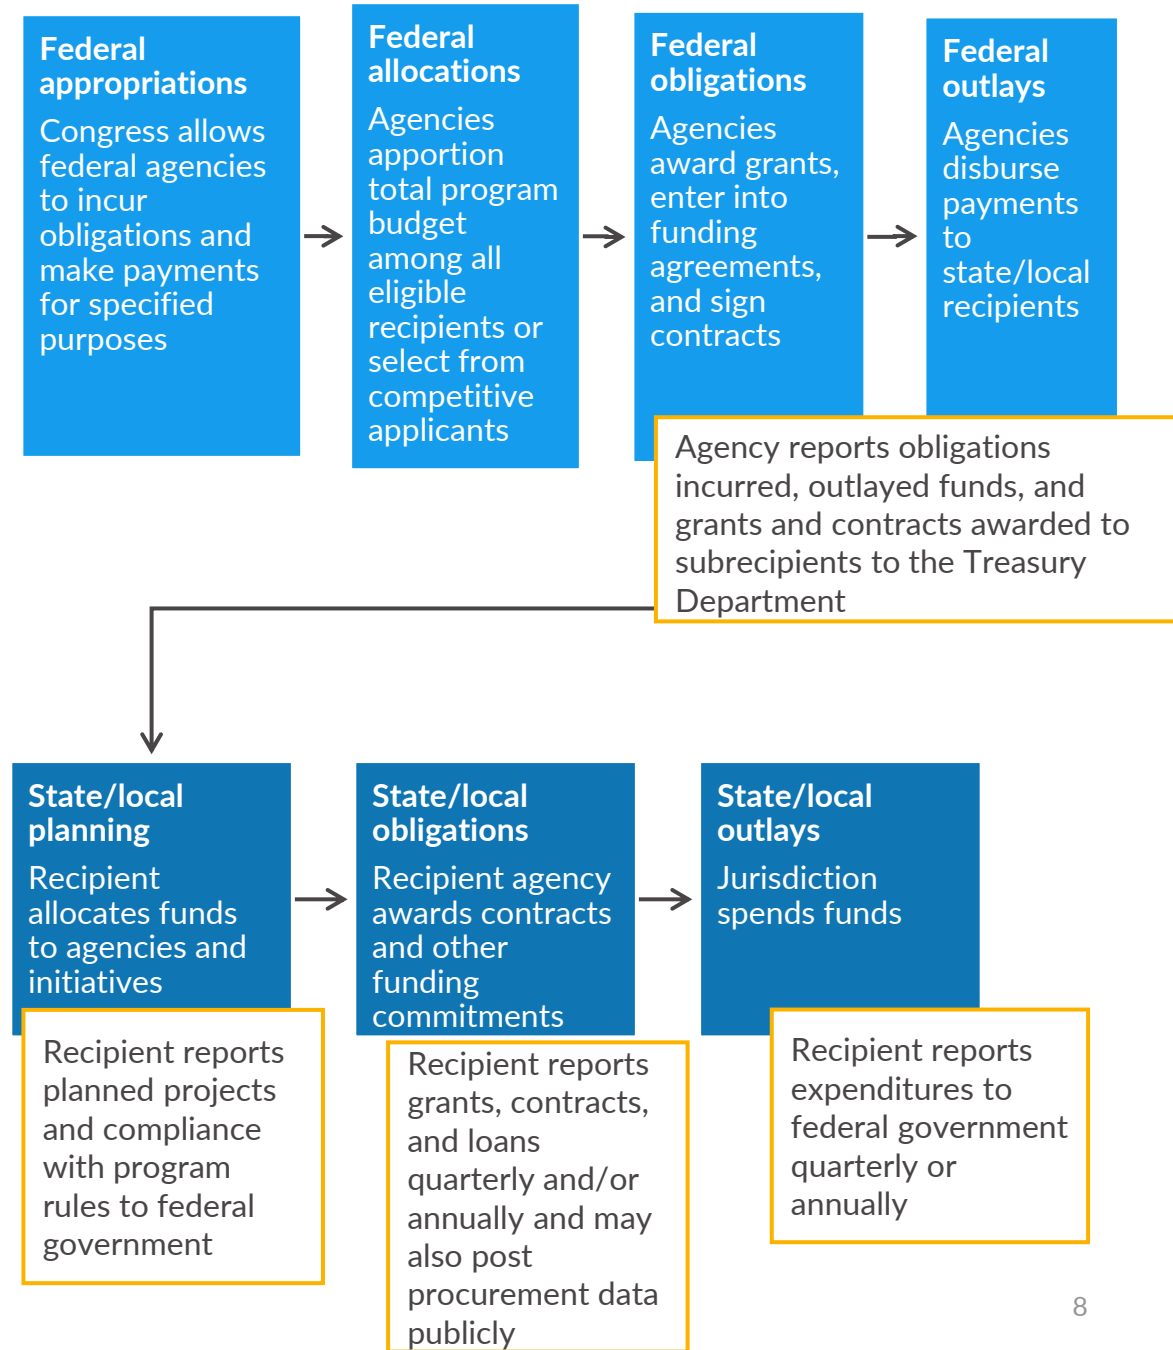 Federal
appropriations
Congress allows
federal agencies
to incur
obligations and
make payments
for specified
purposes
Federal
allocations
Agencies
apportion
total program
budget
among all
eligible
recipients or
select from
competitive
applicants
Federal
obligations
Agencies
award grants,
enter into
funding
agreements,
and sign
contracts
Federal
outlays
Agencies
disburse
payments
to
state/local
recipients
Agency reports obligations
incurred, outlayed funds, and
grants and contracts awarded to
subrecipients to the Treasury
Department
State/local
planning
Recipient
allocates funds
to agencies and
initiatives
Recipient reports
planned projects
and compliance
with program
rules to federal
government
State/local
obligations
Recipient agency
awards contracts
and other
funding
commitments
Recipient reports
grants, contracts,
and loans
quarterly and/or
annually and may
also post
procurement data
publicly
State/local
outlays
Jurisdiction
spends funds
Recipient reports
expenditures to
federal government
quarterly or
annually
8